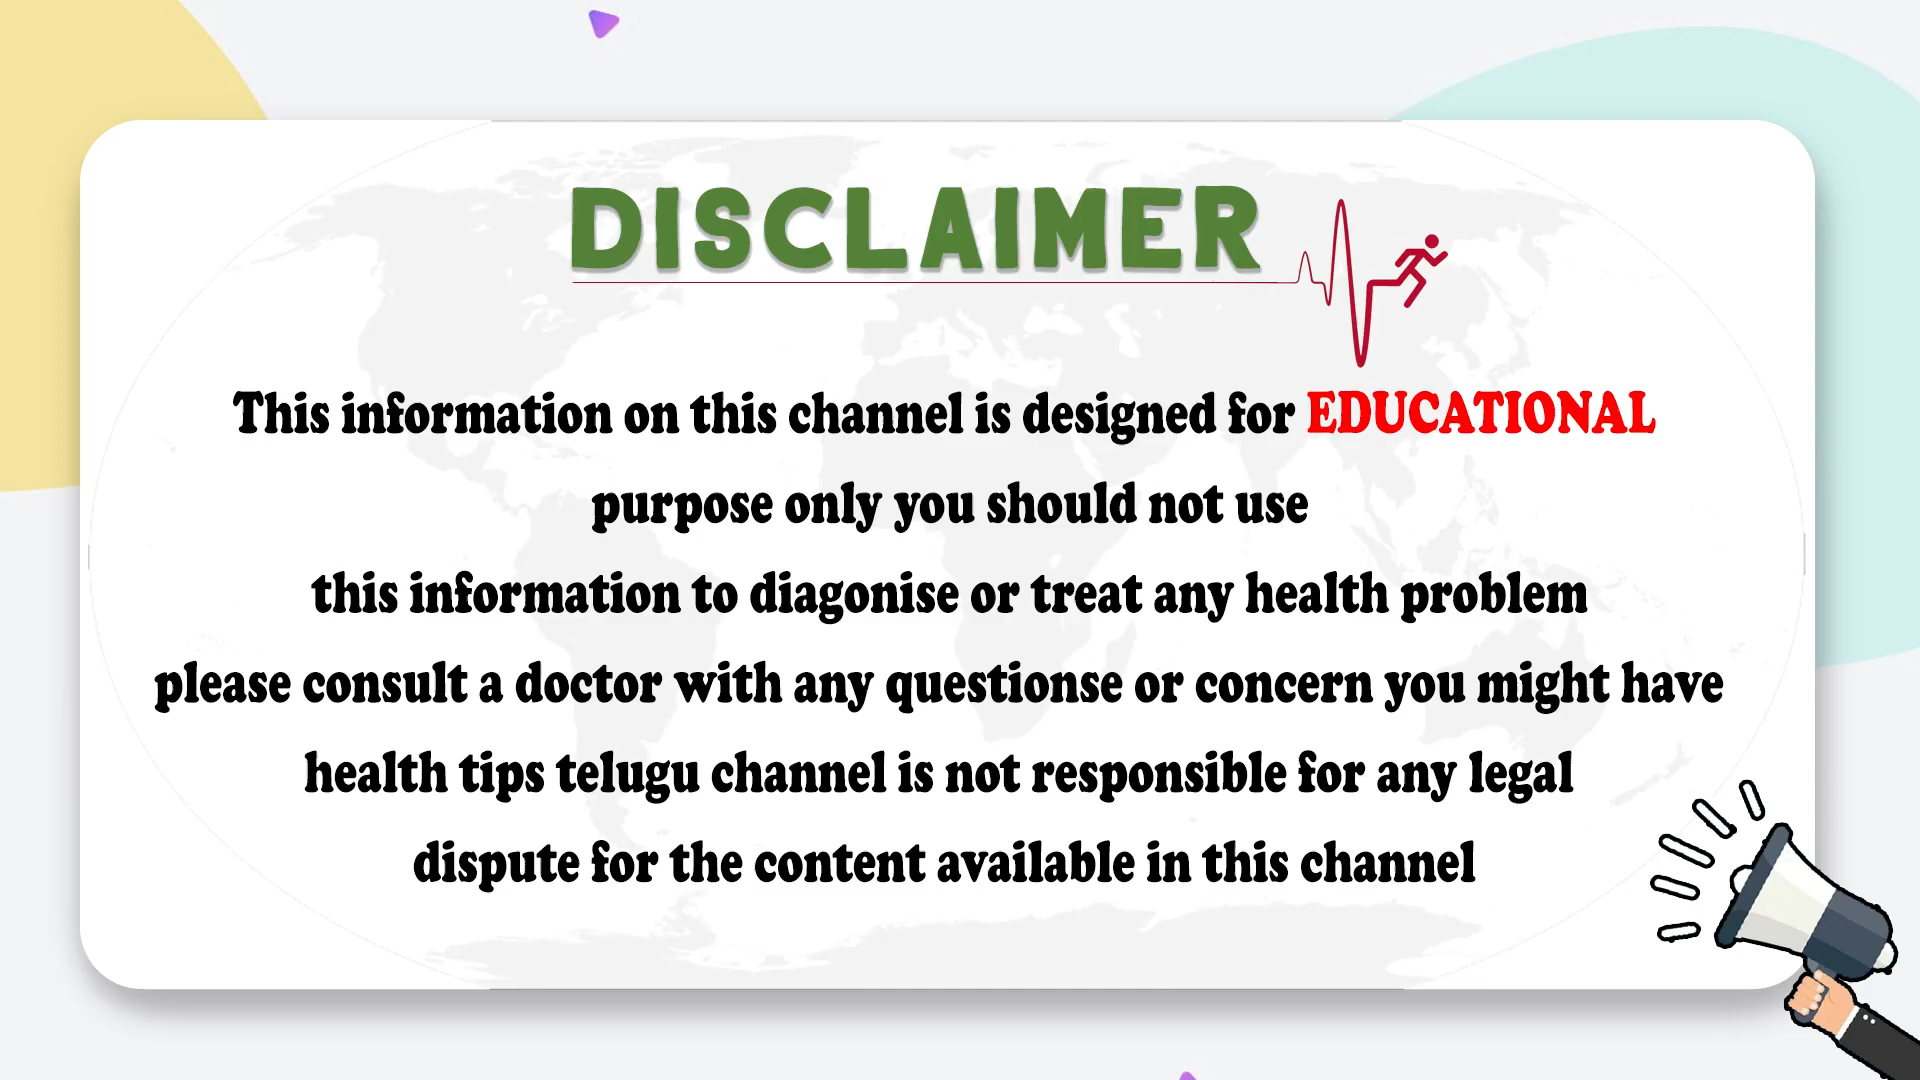 DISCLAIMER
This information on this channel is designed for EDUCATIONAL
purpose only you should not use
this information to diagonise or treat any health problem
please consult a doctor with any questionse or concern you might have
health tips telugu channel is not responsible for any legal
dispute for the content available in this channel